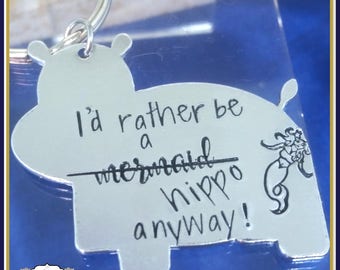 I'd rather be
a
mermaid
hippo
anyway!